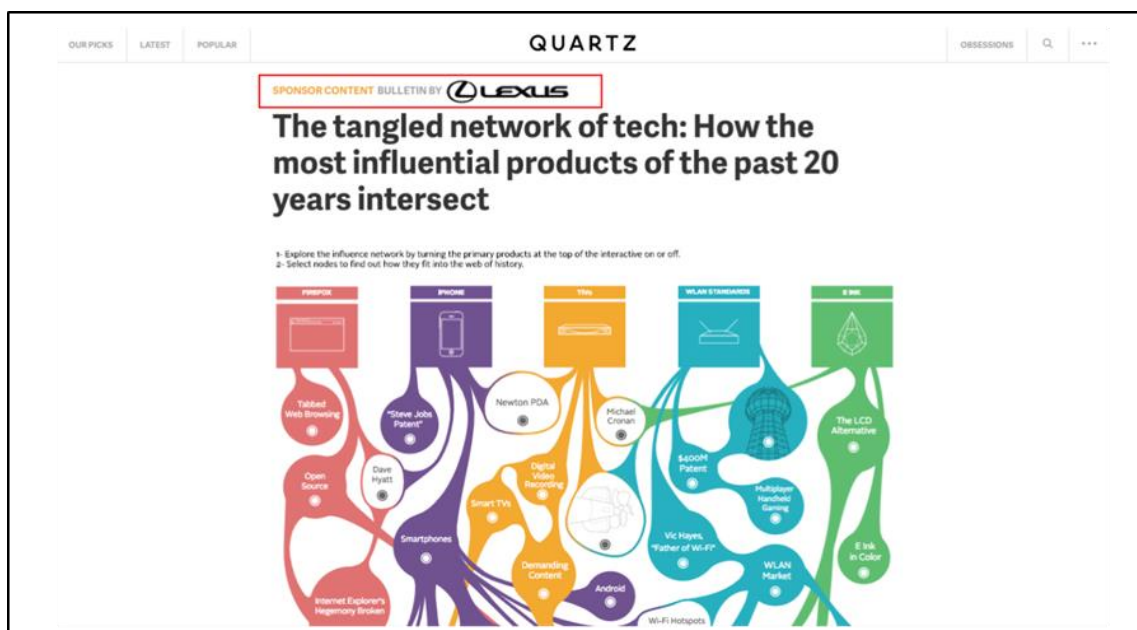 OUR PICKS
LATEST
POPULAR
QUARTZ
OBSESSIONS
SPONSOR CONTENT BULLETIN BY LEXUS
The tangled network of tech: How the
most influential products of the past 20
years intersect
1- Explore the influence network by turning the primary products at the top of the interactive on or off.
2- Select nodes to find out how they fit into the web of history.
FIREFOX
IPHONE
TIVo
WLAN STANDARDS
E INK
Tabbed
Web Browsing
"Steve Jobs
Patent"
Newton PDA
Michael
Cronan
The LCD
Alternative
Open
Source
Dave
Hyatt
Digital
Video
Recording
Smart TVs
$400M
Patent
Multiplayer
Handheld
Gaming
Smartphones
Vic Hayes,
"Father of Wi-Fi"
E Ink
in Color
Demanding
Content
WLAN
Market
Android
Internet Explorer's
Hegemony Broken
Wi-Fi Hotspots